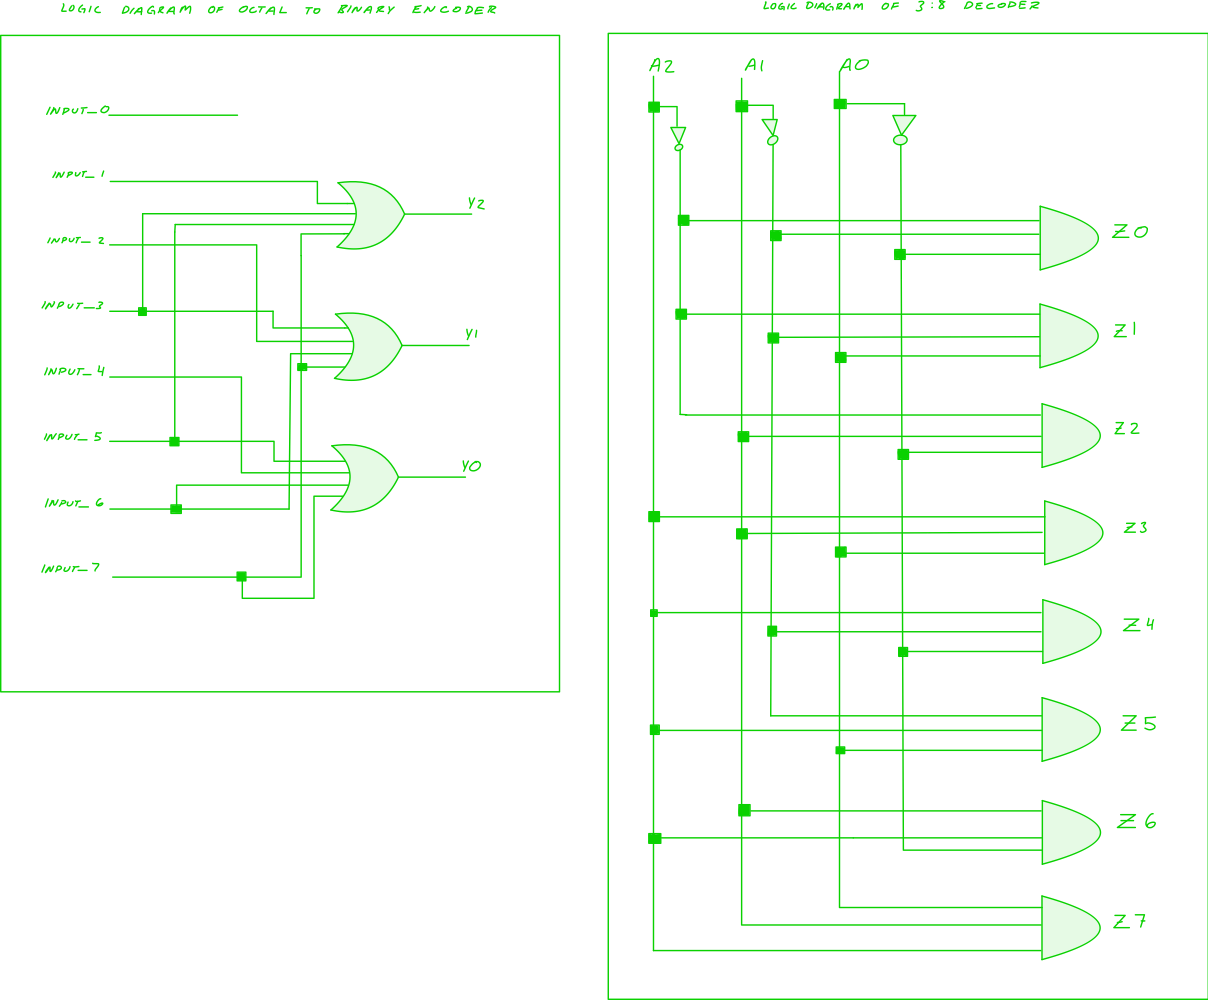 LOGIC DIAGRAM OF OCTAL TO BINARY ENCODER
INPUT_0
INPUT_1
INPUT_2
INPUT_3
INPUT_4
INPUT_5
INPUT_6
INPUT_7
Y2
Y1
Y0
LOGIC DIAGRAM OF 3:8 DECODER
A2 A1 A0
Z0
Z1
Z2
Z3
Z4
Z5
Z6
Z7